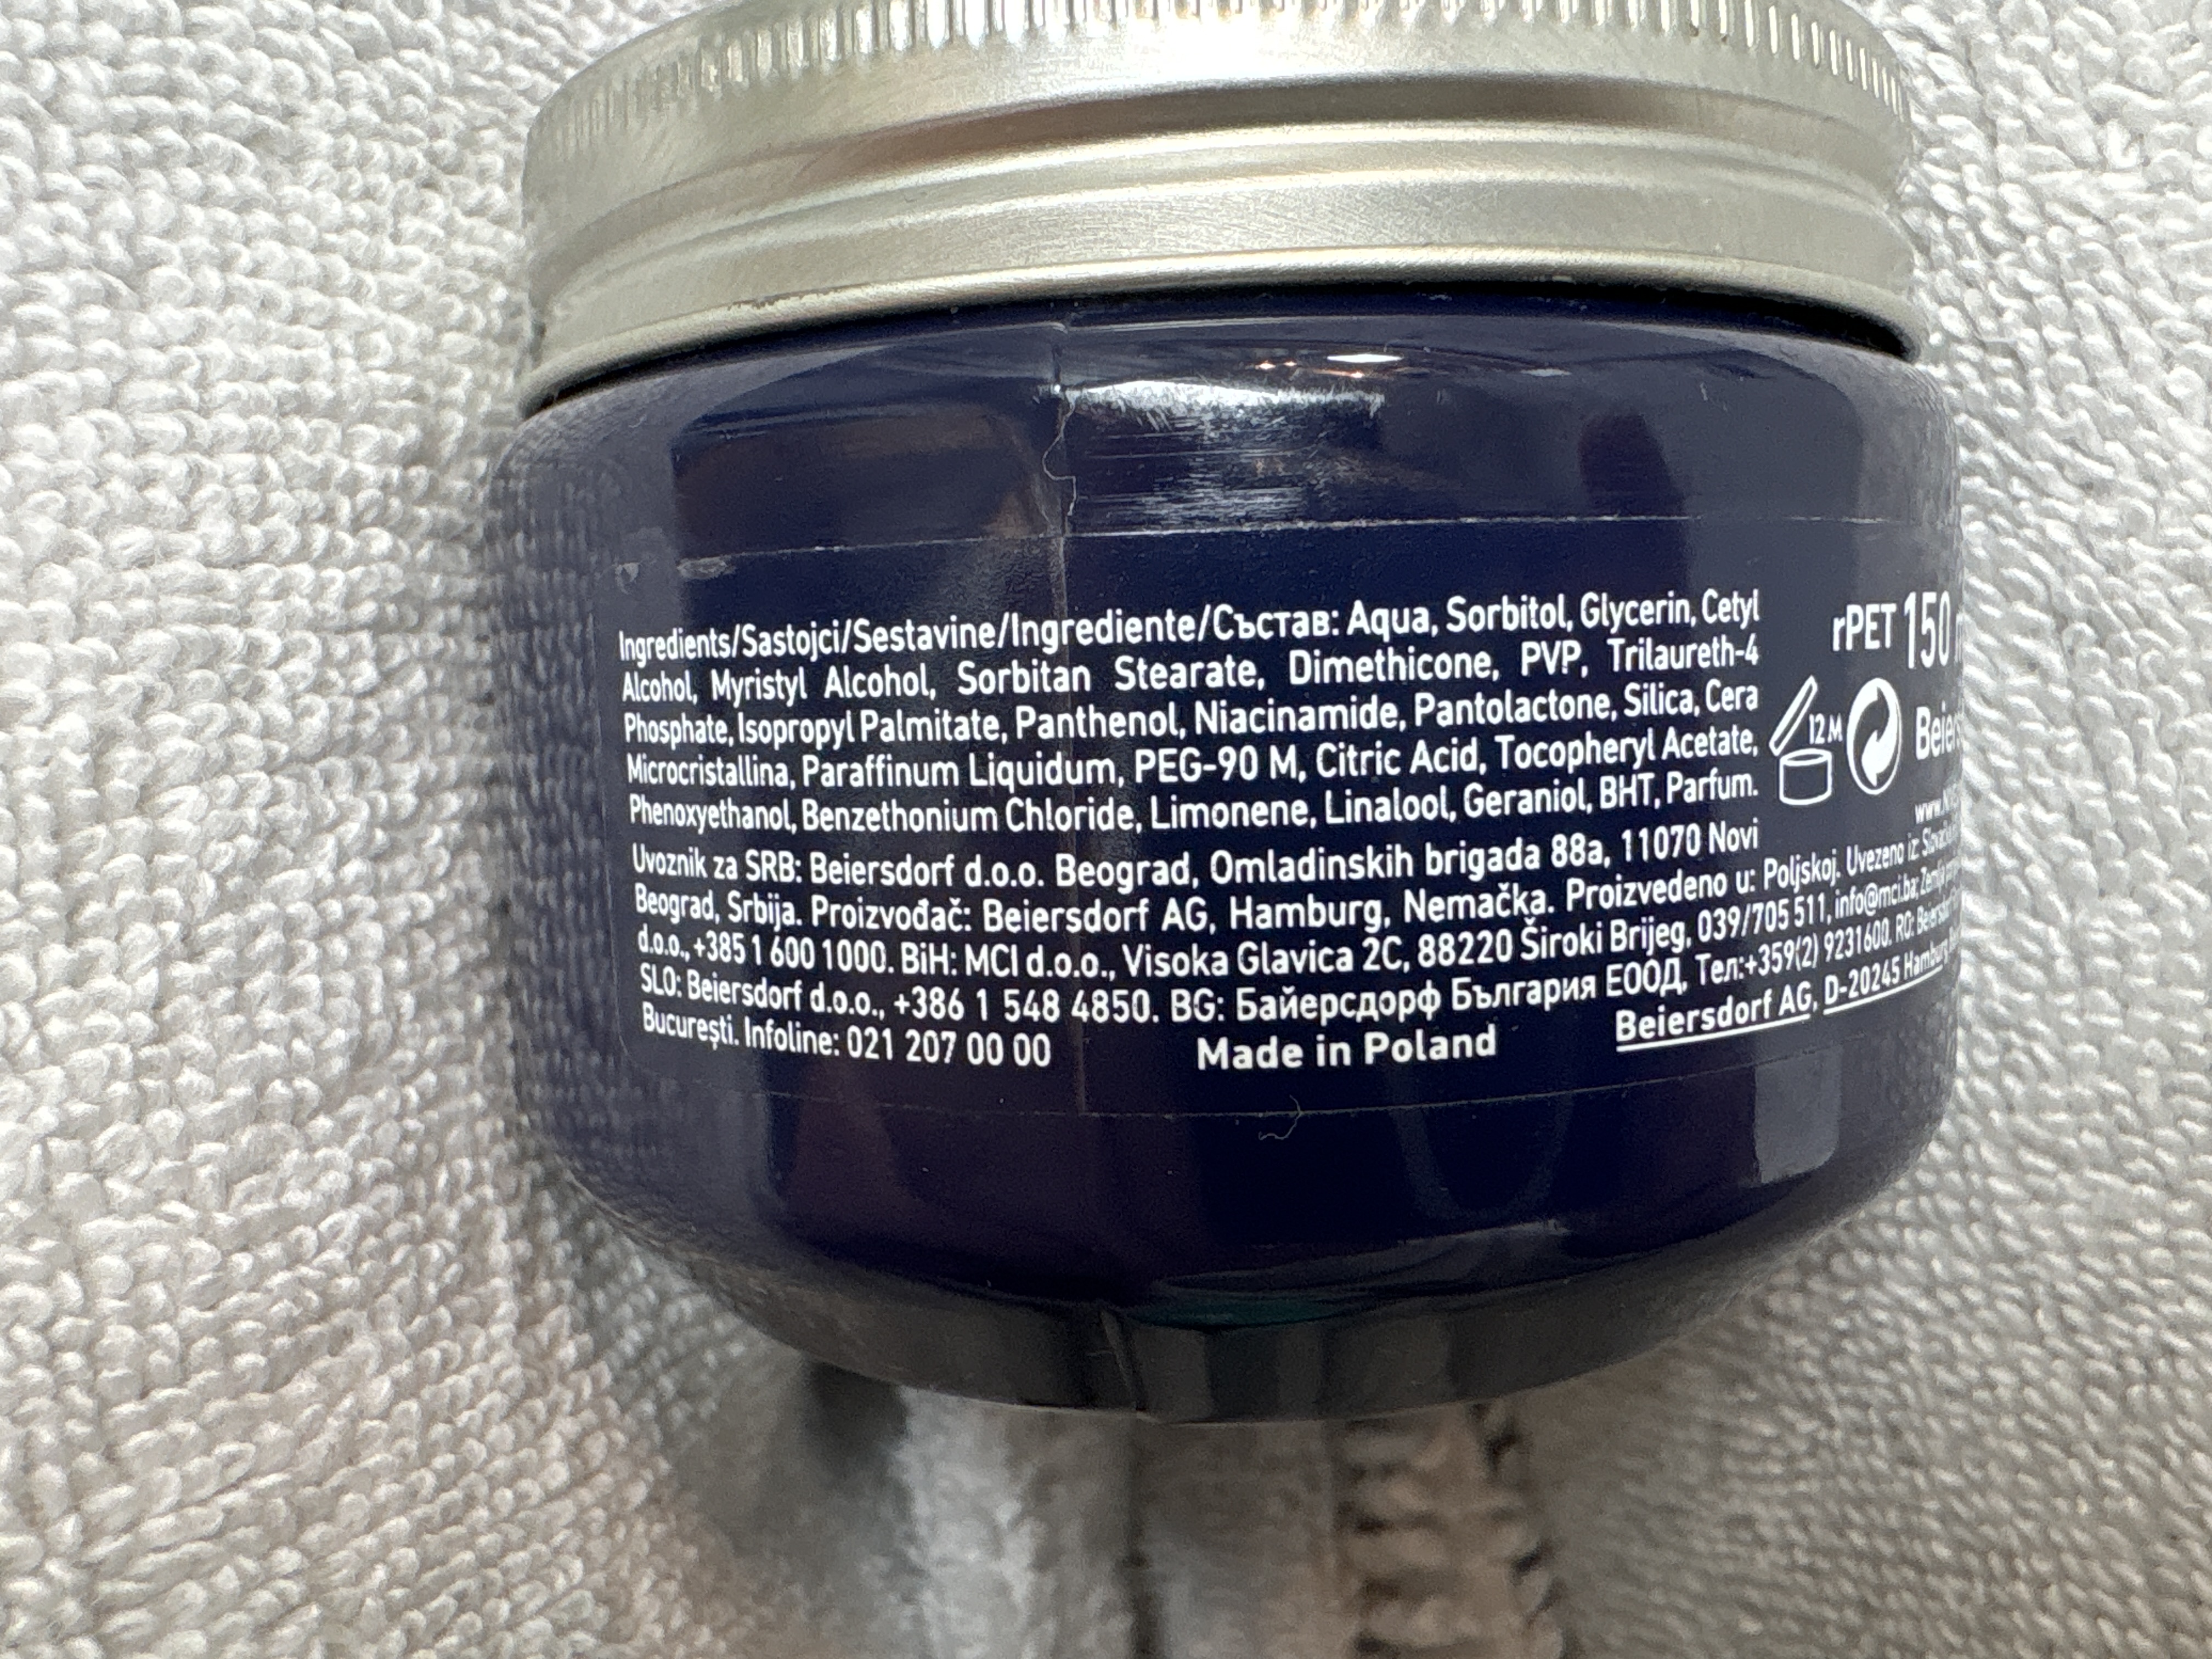 Ingredients/Sastojci/Sestavine/Ingrediente/Състав: Aqua, Sorbitol, Glycerin, Cetyl
Alcohol, Myristyl Alcohol, Sorbitan Stearate, Dimethicone, PVP, Trilaureth-4
Phosphate, Isopropyl Palmitate, Panthenol, Niacinamide, Pantolactone, Silica, Cera
Microcristallina, Paraffinum Liquidum, PEG-90 M, Citric Acid, Tocopheryl Acetate,
Phenoxyethanol, Benzethonium Chloride, Limonene, Linalool, Geraniol, BHT, Parfum.
rPET 150
12M
Uvoznik za SRB: Beiersdorf d.o.o. Beograd, Omladinskih brigada 88a, 11070 Novi
Beograd, Srbija. Proizvođač: Beiersdorf AG, Hamburg, Nemačka. Proizvedeno u: Poljskoj. Uvezeno iz:
d.o.o., +385 1 600 1000. BiH: MCI d.o.o., Visoka Glavica 2C, 88220 Široki Brijeg, 039/705 511, info@mci.ba;
SLO: Beiersdorf d.o.o., +386 1 548 4850. BG: Байерсдорф България ЕООД, Тел:+359(2) 9231600. RO:
Bucureşti. Infoline: 021 207 00 00
Made in Poland
Beiersdorf AG, D-20245 Hamburg